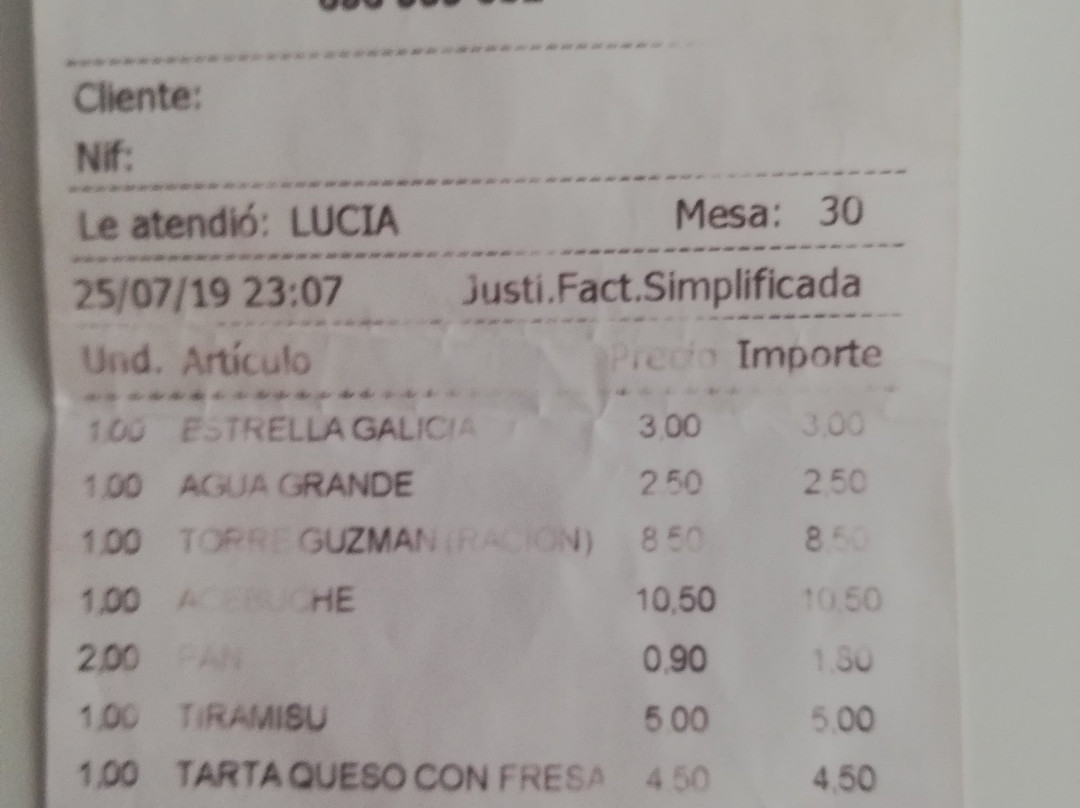 Cliente:
Nif:
Le atendió: LUCIA Mesa: 30
25/07/19 23:07 Justi.Fact.Simplificada
Und. Artículo Precio Importe
1.00 ESTRELLA GALICIA 3,00 3,00
1,00 AGUA GRANDE 2.50 2,50
1,00 TORRE GUZMAN (RACION) 8.50 8,50
1,00 ACEBUCHE 10,50 10,50
2,00 PAN 0,90 1,80
1,00 TIRAMISU 5.00 5,00
1,00 TARTA QUESO CON FRESA 4.50 4,50